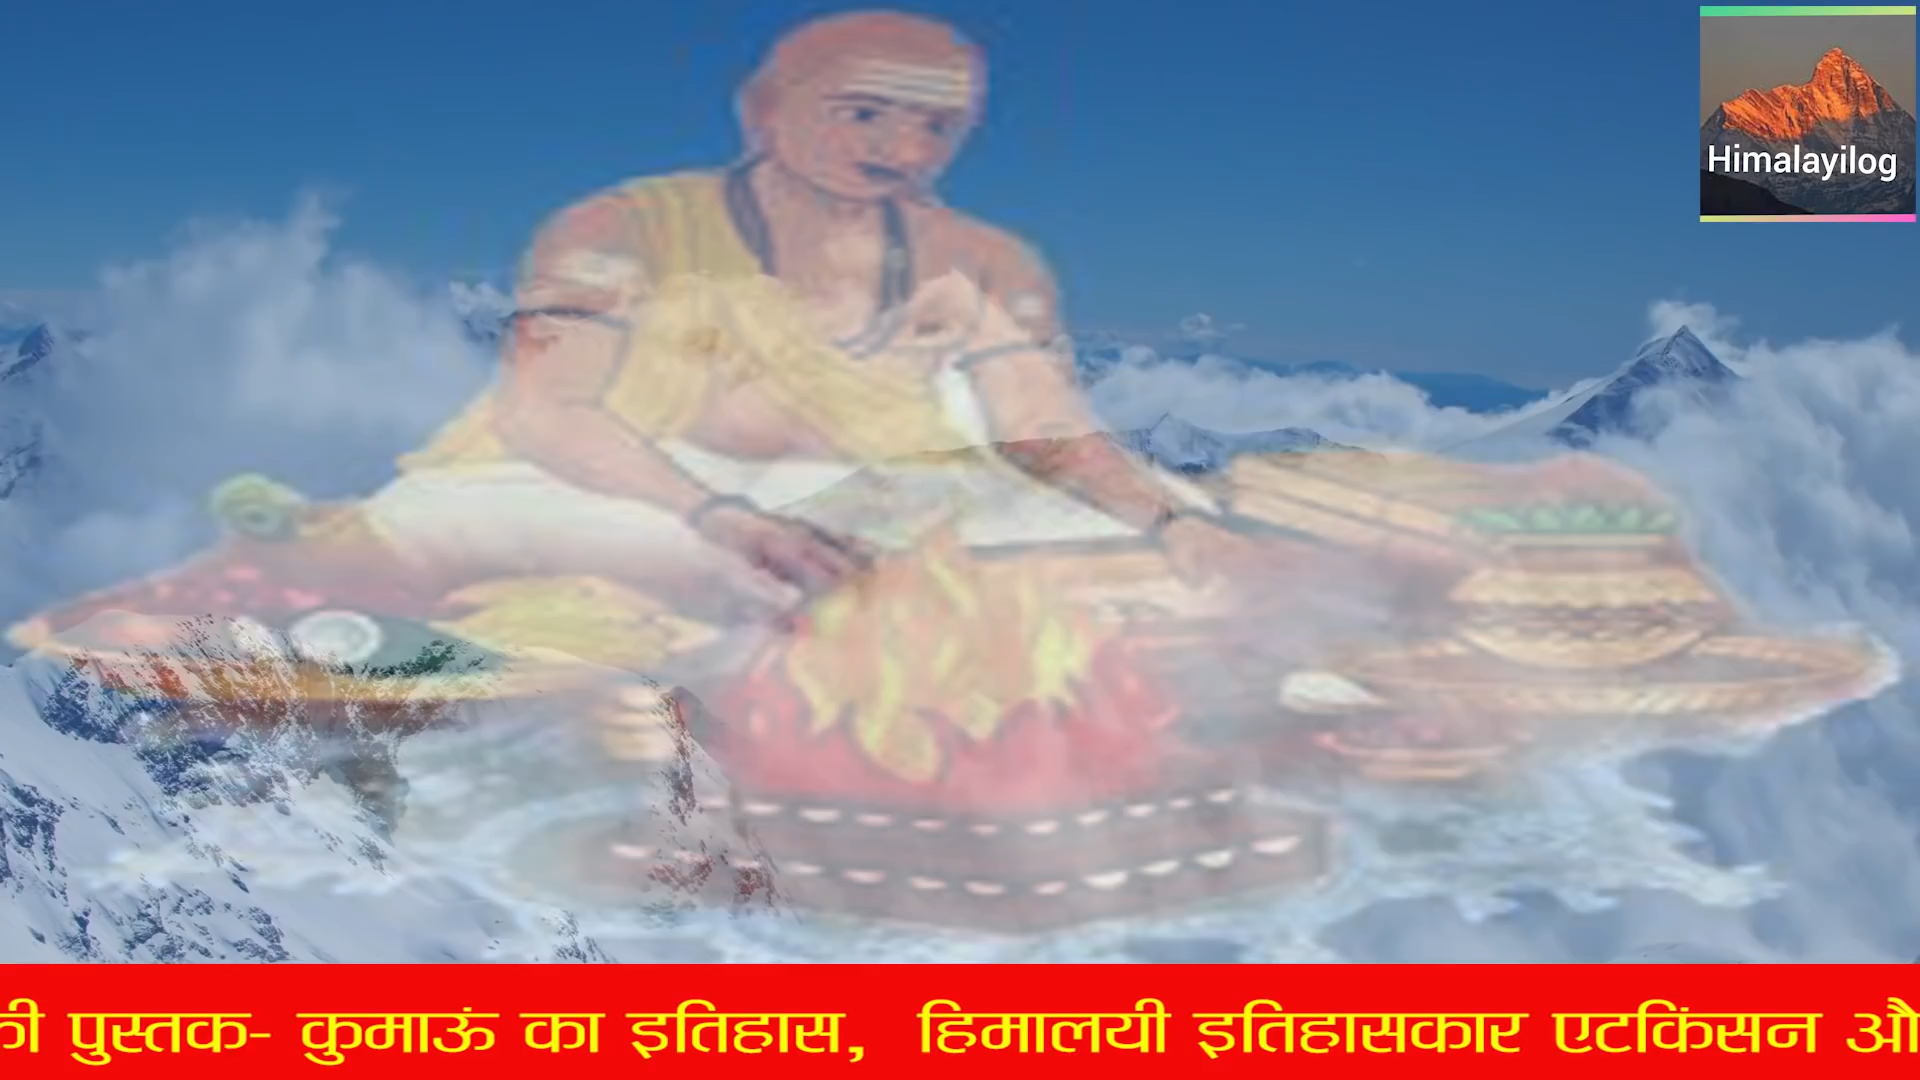 Himalayilog
की पुस्तक- कुमाऊं का इतिहास, हिमालयी इतिहासकार एटकिंसन औ